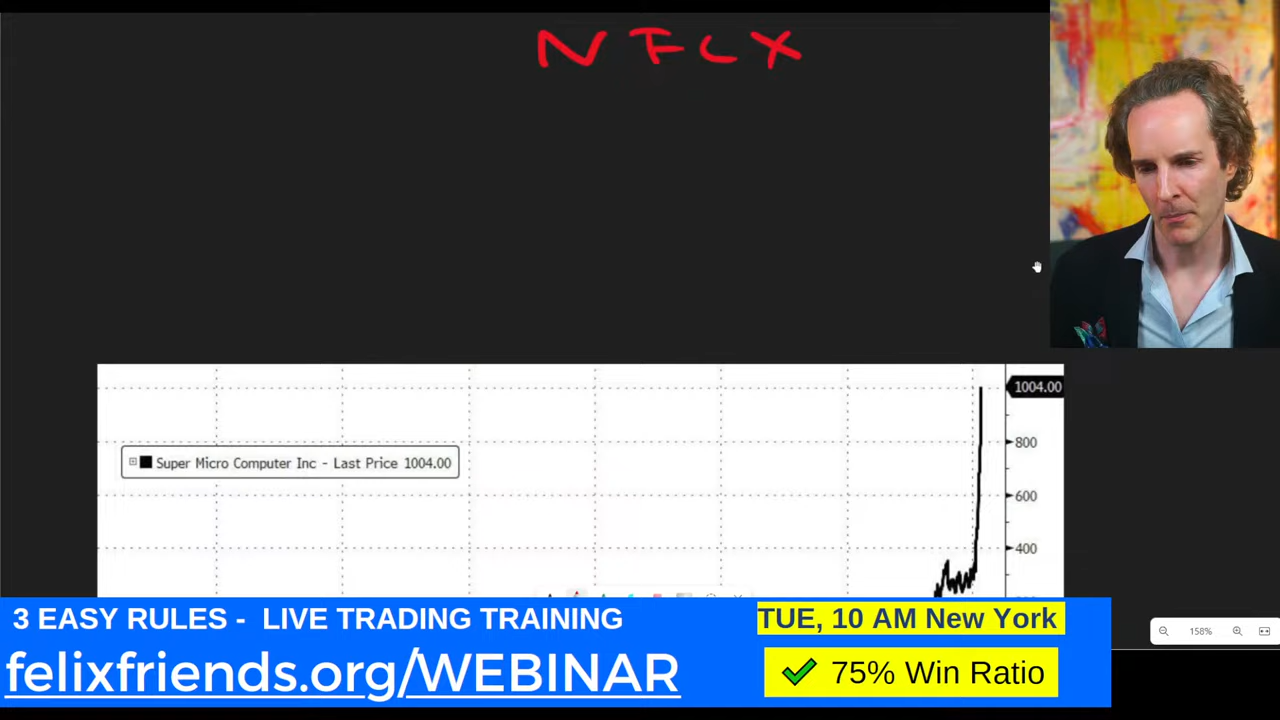 NFLX
1004.00
Super Micro Computer Inc - Last Price 1004.00
800
600
400
3 EASY RULES - LIVE TRADING TRAINING
TUE, 10 AM New York
felixfriends.org/WEBINAR
75% Win Ratio
158%